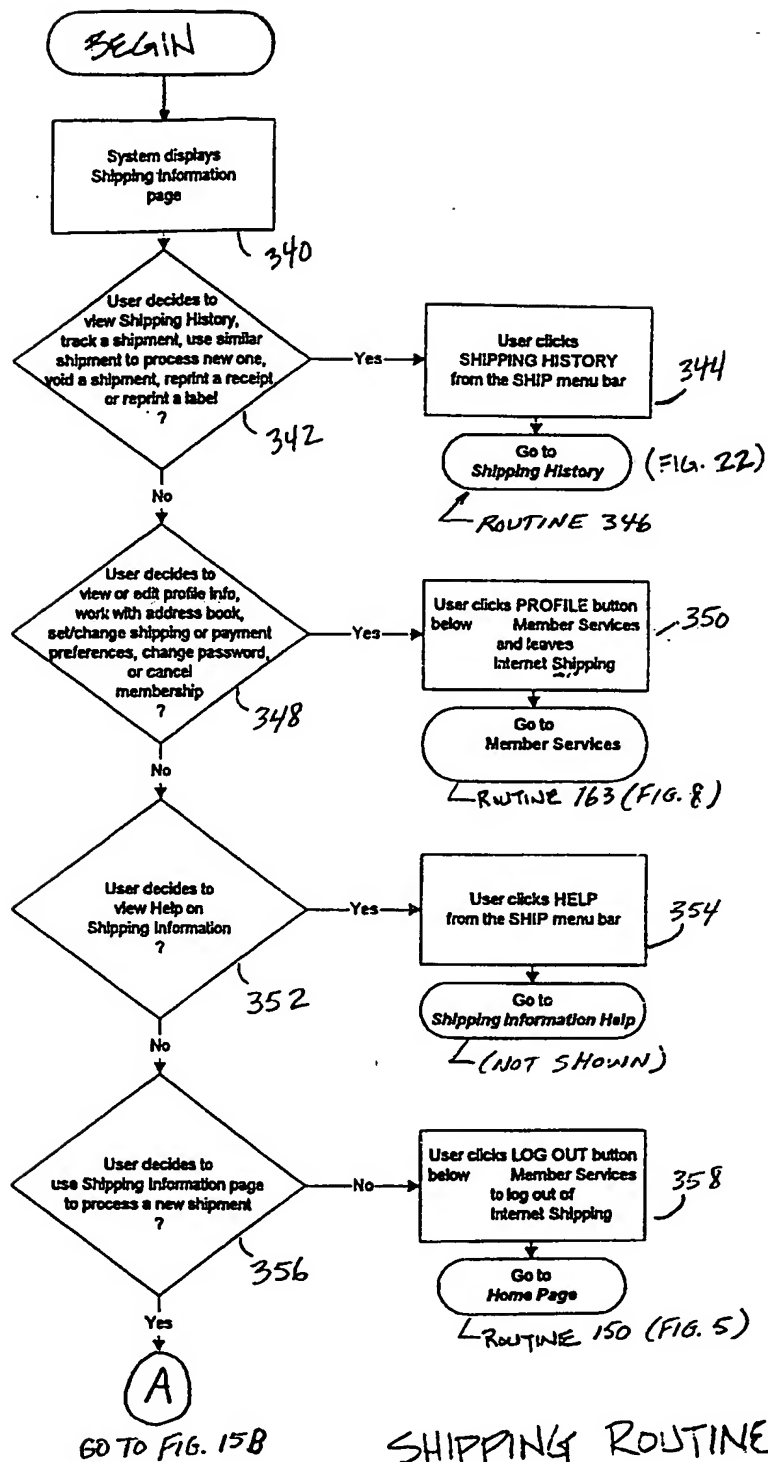 BEGIN
System displays
Shipping Information
page
340
User decides to
view Shipping History,
track a shipment, use similar
shipment to process new one,
void a shipment, reprint a receipt
or reprint a label
?
342
Yes
User clicks
SHIPPING HISTORY
from the SHIP menu bar
344
Go to
Shipping History
(FIG. 22)
ROUTINE 346
No
User decides to
view or edit profile info,
work with address book,
set/change shipping or payment
preferences, change password,
or cancel
membership
?
348
Yes
User clicks PROFILE button
below Member Services
and leaves
Internet Shipping
350
Go to
Member Services
ROUTINE 163 (FIG. 8)
No
User decides to
view Help on
Shipping Information
?
352
Yes
User clicks HELP
from the SHIP menu bar
354
Go to
Shipping Information Help
(NOT SHOWN)
No
User decides to
use Shipping Information page
to process a new shipment
?
356
No
User clicks LOG OUT button
below Member Services
to log out of
Internet Shipping
358
Go to
Home Page
ROUTINE 150 (FIG. 5)
Yes
A
GO TO FIG. 15B
SHIPPING ROUTINE